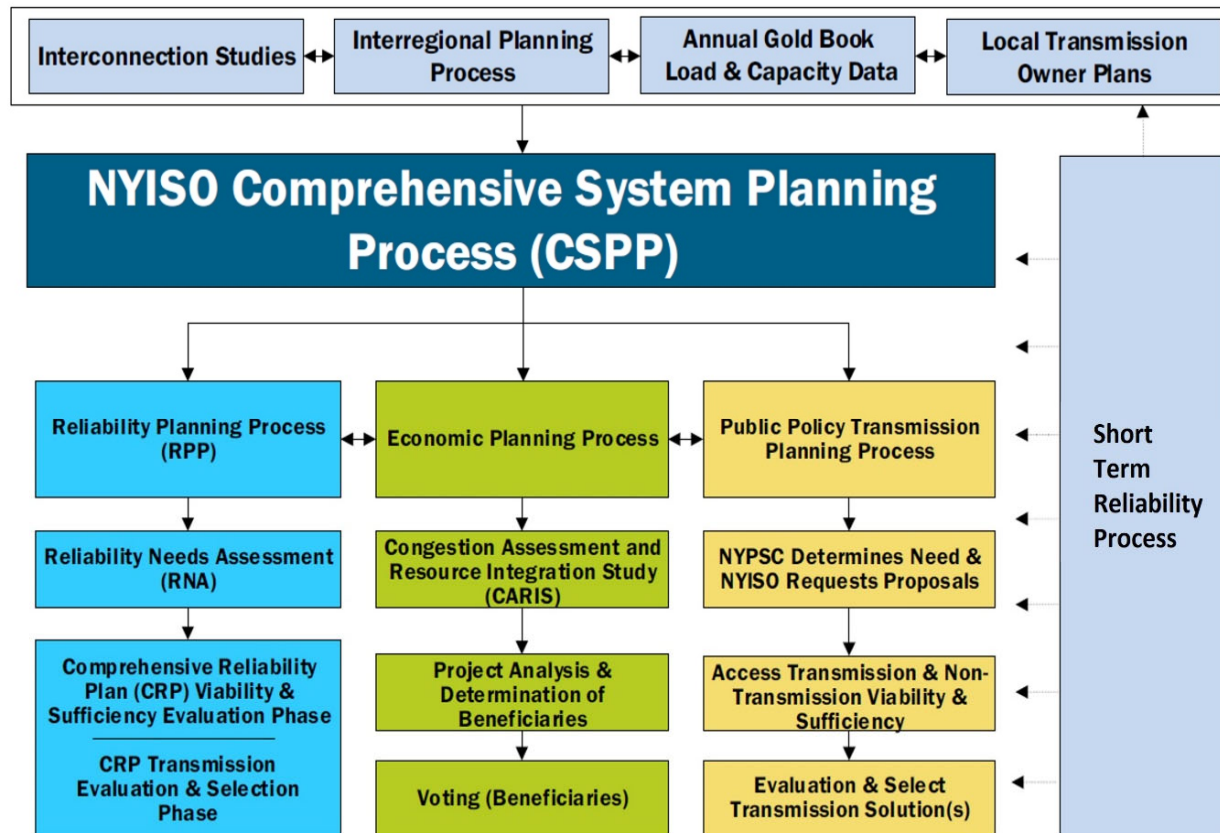 Interconnection Studies
Interregional Planning
Process
Annual Gold Book
Load & Capacity Data
Local Transmission
Owner Plans
NYISO Comprehensive System Planning
Process (CSPP)
Reliability Planning Process
(RPP)
Economic Planning Process
Public Policy Transmission
Planning Process
Short
Term
Reliability
Process
Reliability Needs Assessment
(RNA)
Congestion Assessment and
Resource Integration Study
(CARIS)
NYPSC Determines Need &
NYISO Requests Proposals
Comprehensive Reliability
Plan (CRP) Viability &
Sufficiency Evaluation Phase
CRP Transmission
Evaluation & Selection
Phase
Project Analysis &
Determination of
Beneficiaries
Access Transmission & Non-
Transmission Viability &
Sufficiency
Voting (Beneficiaries)
Evaluation & Select
Transmission Solution(s)